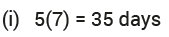 (i) 5(7) = 35 days